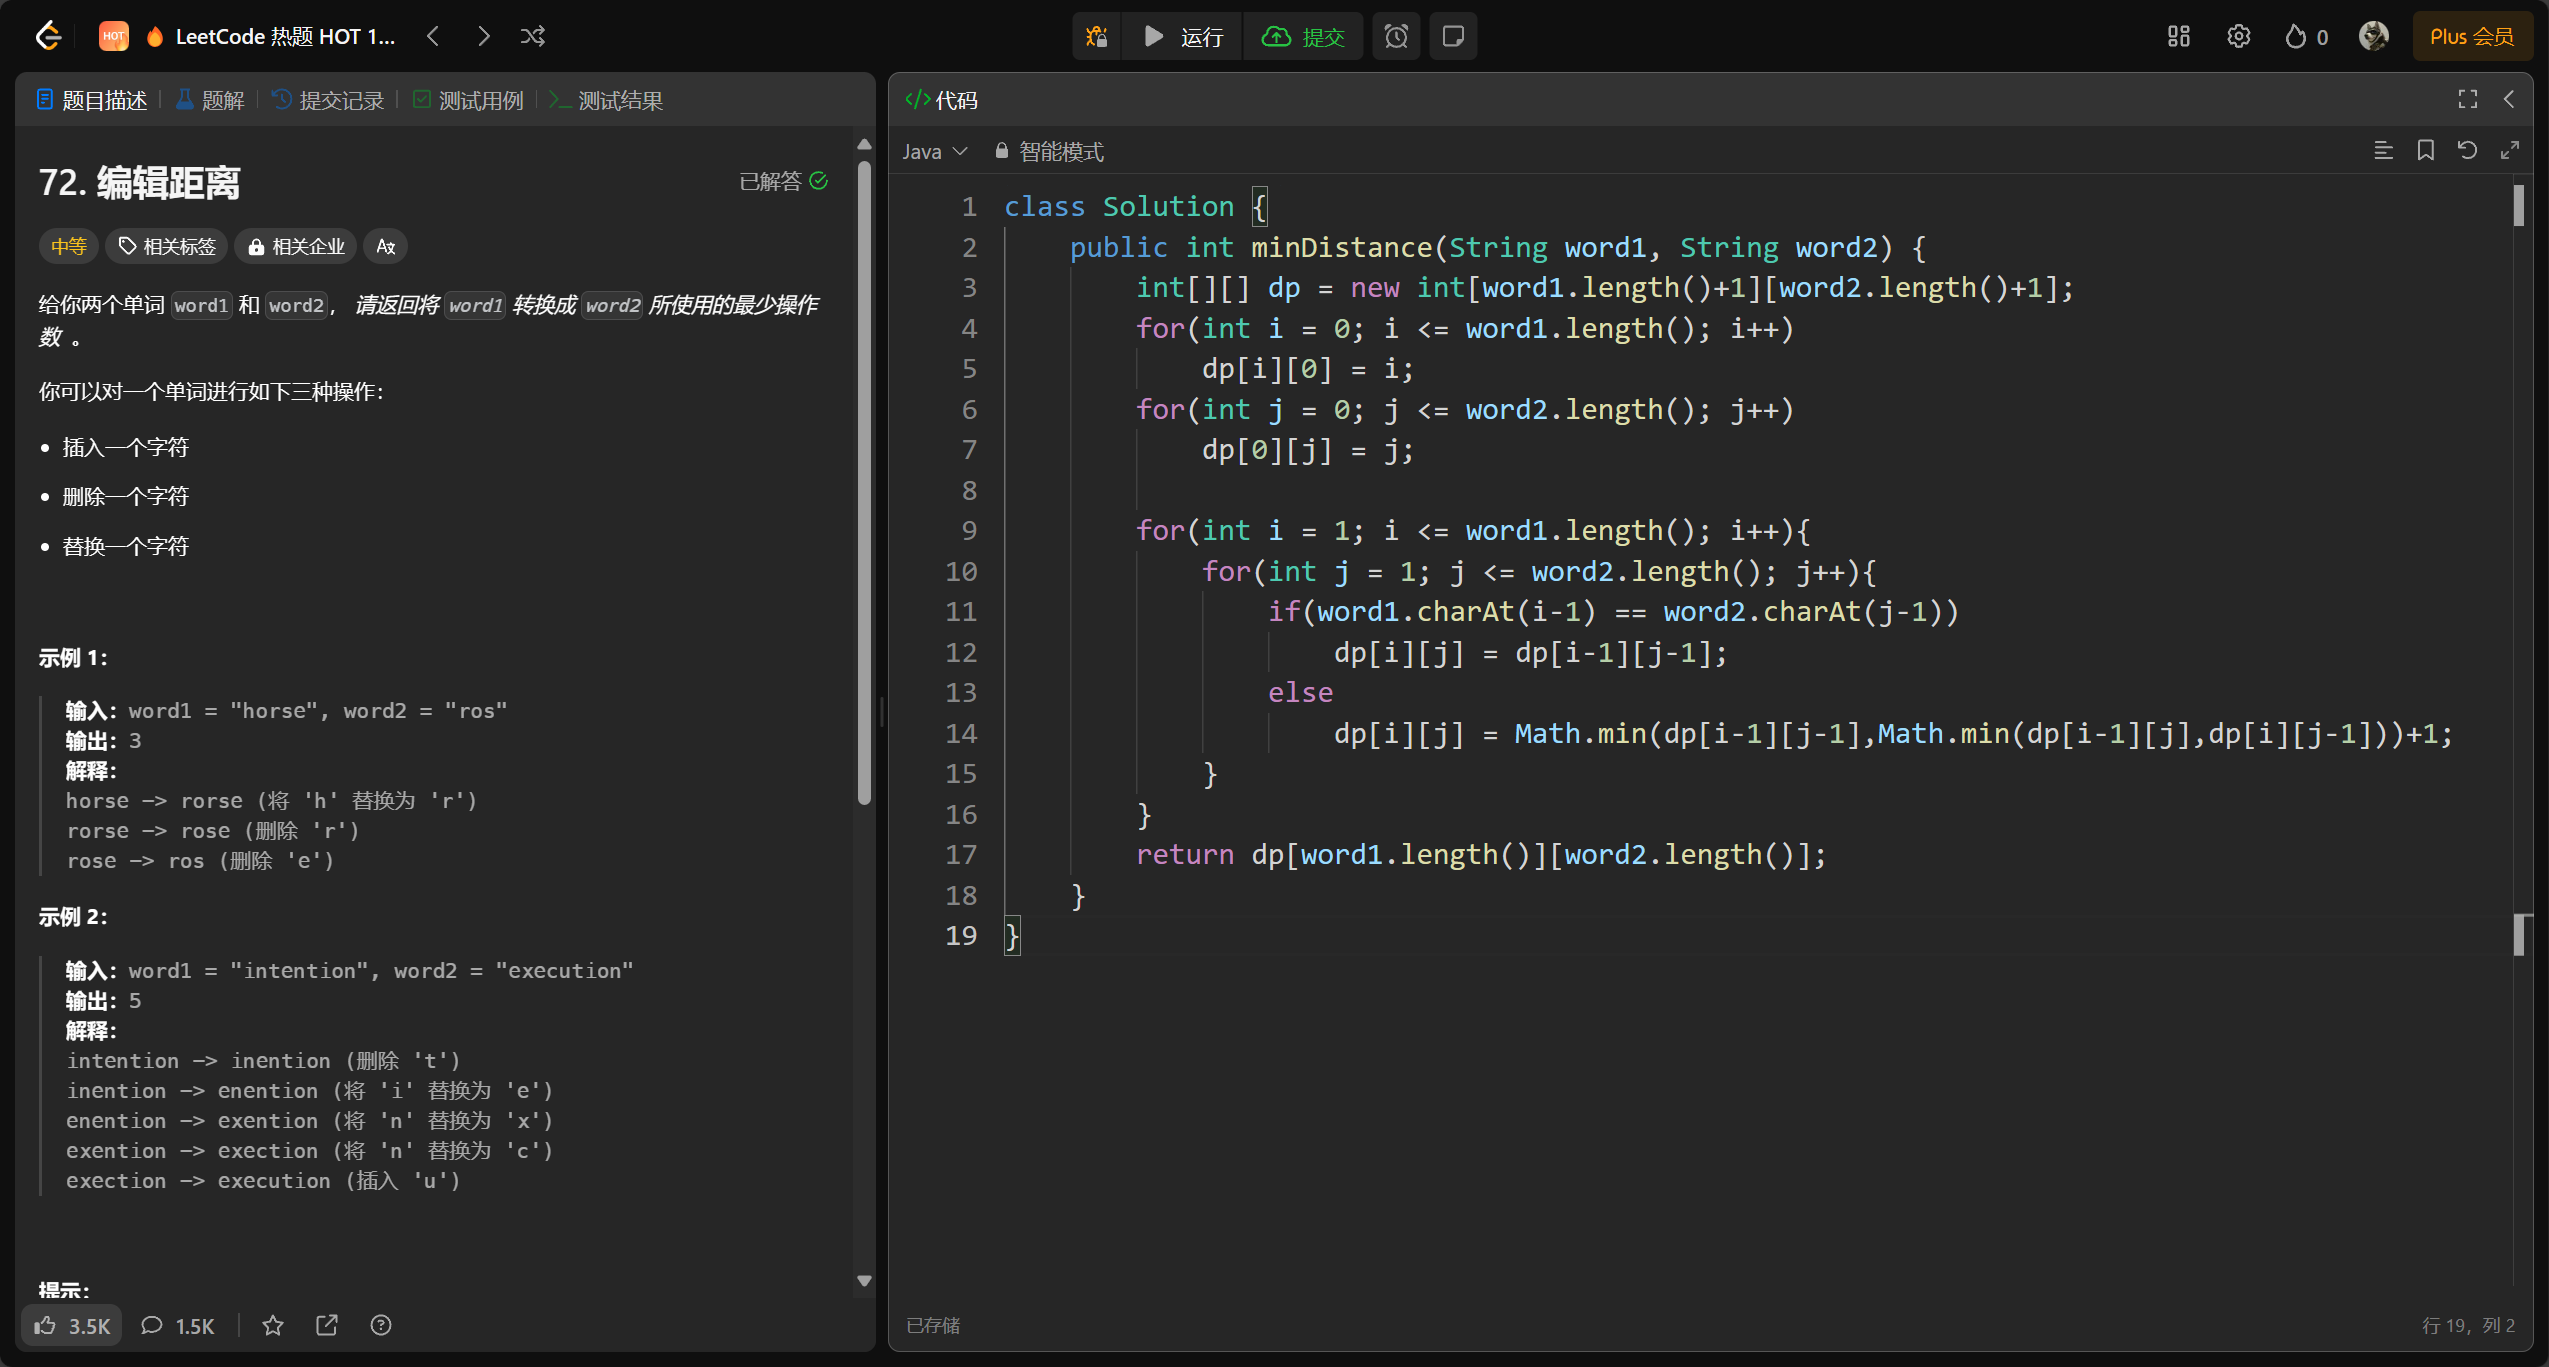 HOT LeetCode 热题 HOT 1...
运行 提交
0 Plus 会员
题目描述 题解 提交记录 测试用例 测试结果
72. 编辑距离
已解答
中等 相关标签 相关企业
给你两个单词 word1 和 word2， 请返回将 word1 转换成 word2 所使用的最少操作
数 。
你可以对一个单词进行如下三种操作：
• 插入一个字符
• 删除一个字符
• 替换一个字符
示例 1：
输入：word1 = "horse", word2 = "ros"
输出：3
解释：
horse -> rorse (将 'h' 替换为 'r')
rorse -> rose (删除 'r')
rose -> ros (删除 'e')
示例 2：
输入：word1 = "intention", word2 = "execution"
输出：5
解释：
intention -> inention (删除 't')
inention -> enention (将 'i' 替换为 'e')
enention -> exention (将 'n' 替换为 'x')
exention -> exection (将 'n' 替换为 'c')
exection -> execution (插入 'u')
提示：
3.5K 1.5K
</> 代码
Java 智能模式
1 class Solution {
2     public int minDistance(String word1, String word2) {
3         int[][] dp = new int[word1.length()+1][word2.length()+1];
4         for(int i = 0; i <= word1.length(); i++)
5             dp[i][0] = i;
6         for(int j = 0; j <= word2.length(); j++)
7             dp[0][j] = j;
8
9         for(int i = 1; i <= word1.length(); i++){
10             for(int j = 1; j <= word2.length(); j++){
11                 if(word1.charAt(i-1) == word2.charAt(j-1))
12                     dp[i][j] = dp[i-1][j-1];
13                 else
14                     dp[i][j] = Math.min(dp[i-1][j-1],Math.min(dp[i-1][j],dp[i][j-1]))+1;
15             }
16         }
17         return dp[word1.length()][word2.length()];
18     }
19 }
已存储
行 19，列 2